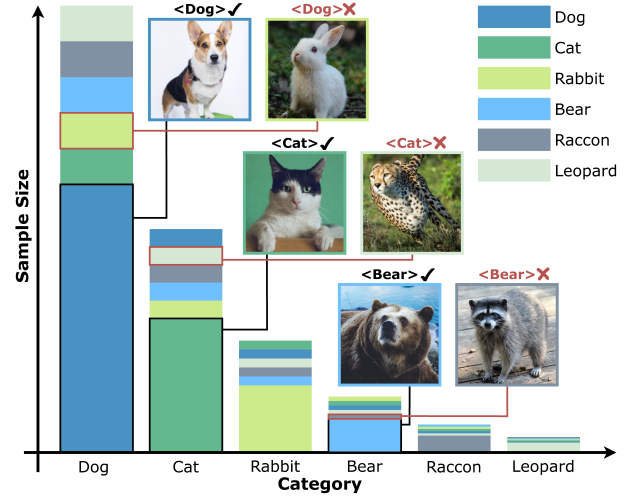 <Dog>✓ <Dog>✗
Dog
Cat
Rabbit
Bear
Raccon
Leopard
<Cat>✓ <Cat>✗
<Bear>✓ <Bear>✗
Sample Size
Dog Cat Rabbit Bear Raccon Leopard
Category